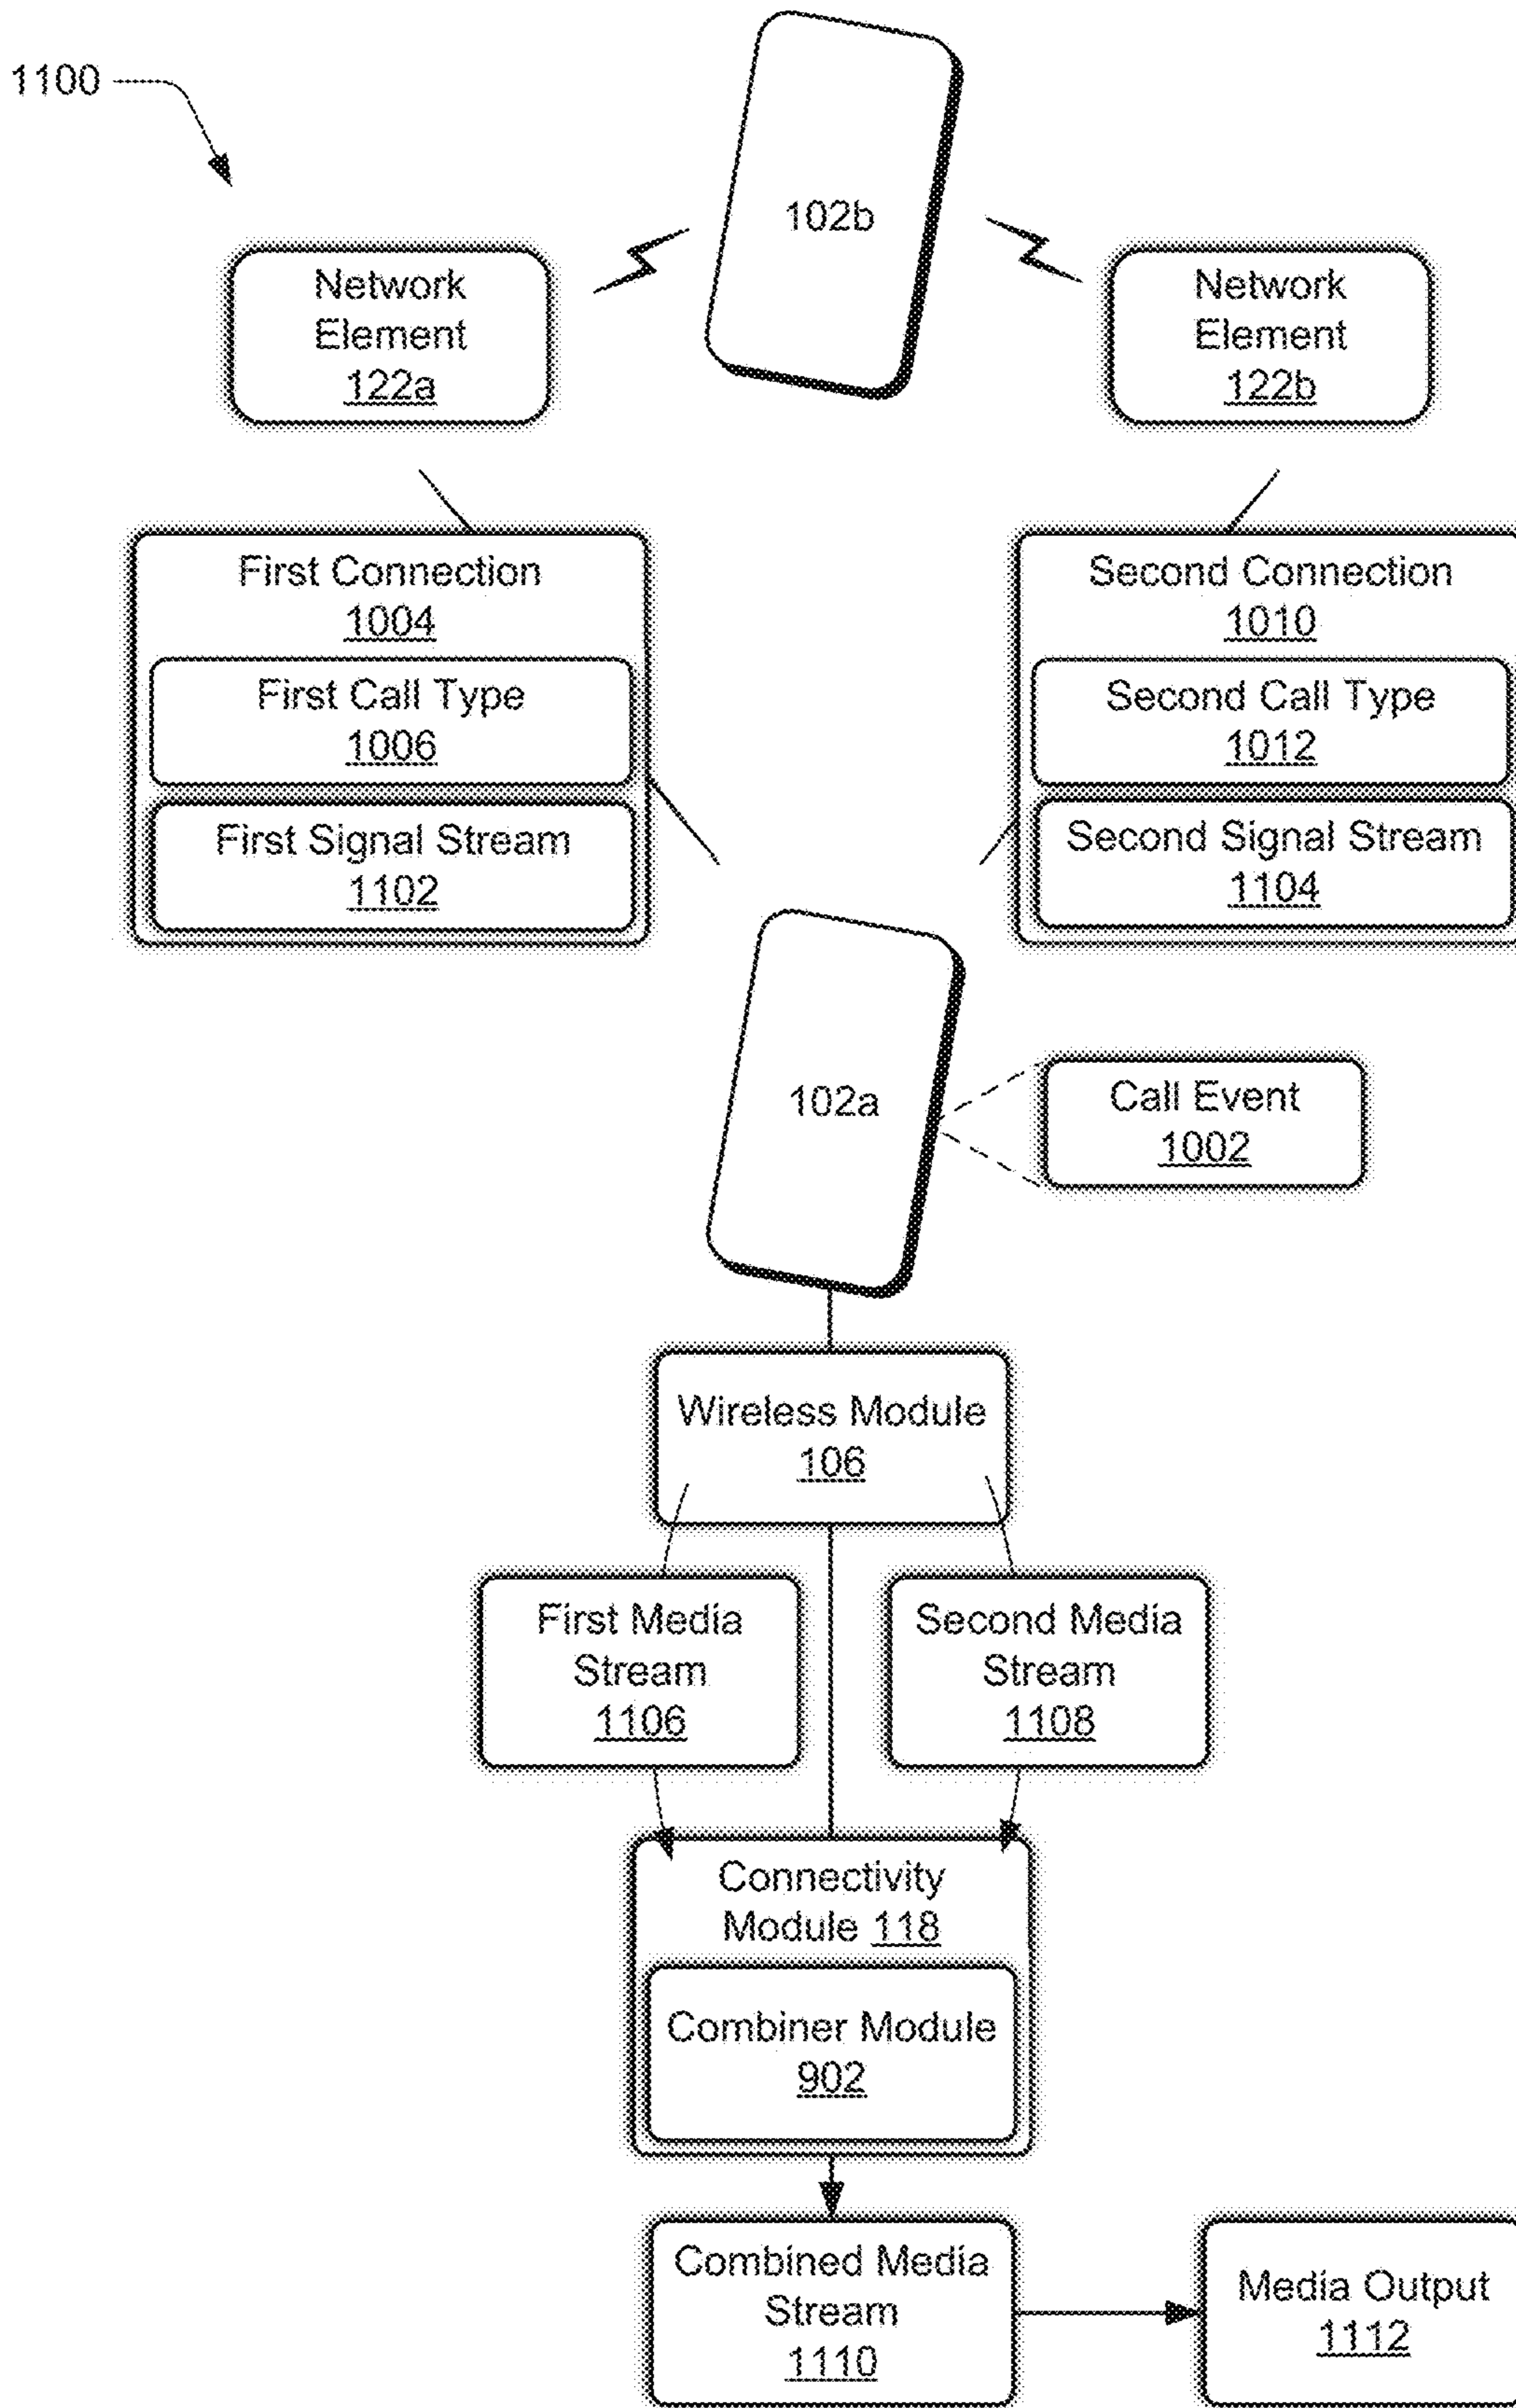 1100
102b
Network
Element
122a
Network
Element
122b
First Connection
1004
First Call Type
1006
First Signal Stream
1102
Second Connection
1010
Second Call Type
1012
Second Signal Stream
1104
102a
Call Event
1002
Wireless Module
106
First Media
Stream
1106
Second Media
Stream
1108
Connectivity
Module 118
Combiner Module
902
Combined Media
Stream
1110
Media Output
1112